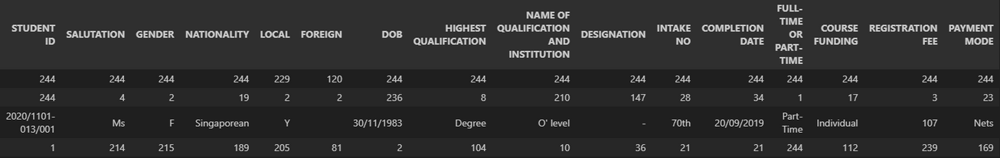 STUDENT ID SALUTATION GENDER NATIONALITY LOCAL FOREIGN DOB HIGHEST QUALIFICATION NAME OF QUALIFICATION AND INSTITUTION DESIGNATION INTAKE NO COMPLETION DATE FULL-TIME OR PART-TIME COURSE FUNDING REGISTRATION FEE PAYMENT MODE
244 244 244 244 229 120 244 244 244 244 244 244 244 244 244 244
244 4 2 19 2 2 236 8 210 147 28 34 1 17 3 23
2020/1101-013/001 Ms F Singaporean Y 30/11/1983 Degree O' level - 70th 20/09/2019 Part-Time Individual 107 Nets
1 214 215 189 205 81 2 104 10 36 21 21 244 112 239 169